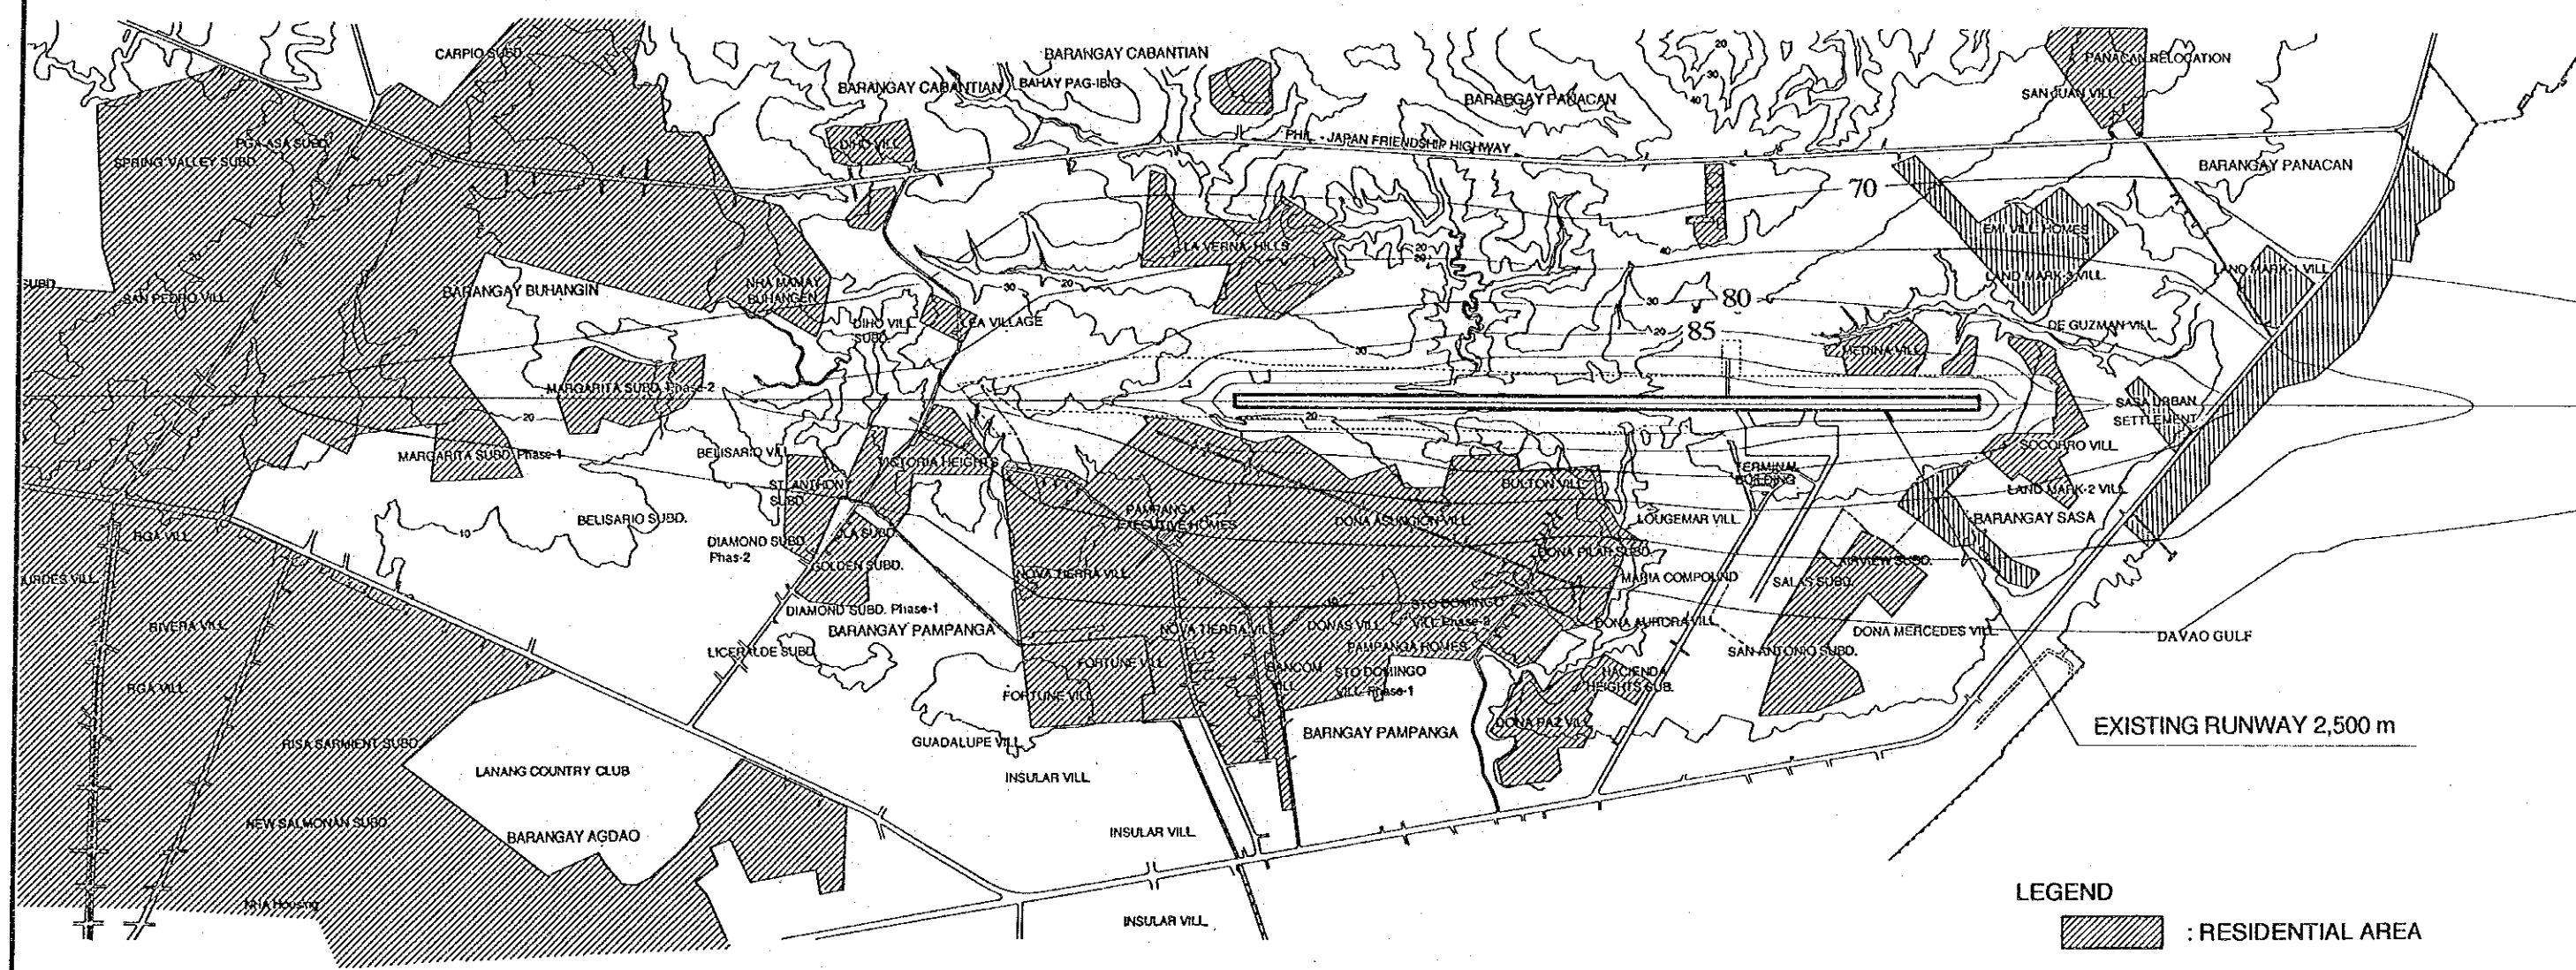 CARPIO SUBD.
BARANGAY CABANTIAN
BARANGAY CABANTIAN
BAHAY PAG-IBIG
BARABGAY PANACAN
PANACAN RELOCATION
SAN JUAN VILL.
PHIL. - JAPAN FRIENDSHIP HIGHWAY
BARANGAY PANACAN
SPRING VALLEY SUBD.
DIHO VILL.
70
EMI VILL. HOMES
LA VERNA HILLS
LAND MARK-3 VILL.
LAND MARK-1 VILL.
SUBD.
SAN PEDRO VILL.
BARANGAY BUHANGIN
NHA MANAY
BUHANGEN
DIHO VILL.
SUBD.
LEA VILLAGE
80
85
DE GUZMAN VILL.
MEDINA VILL.
MARGARITA SUBD. Phase-2
SASA URBAN
SETTLEMENT
MARGARITA SUBD. Phase-1
BELISARIO VILL.
VICTORIA HEIGHTS
SOCORRO VILL.
TERMINAL
BUILDING
ST. ANTHONY
SUBD.
BULTON VILL.
LAND MARK-2 VILL.
BELISARIO SUBD.
PAMPANGA
EXECUTIVE HOMES
DONA ASUNGION VILL.
LOUGEMAR VILL.
BARANGAY SASA
RGA VILL.
DIAMOND SUBD.
Phas-2
GOLDEN SUBD.
DONA PILAR SUBD.
NOVA TIERRA VILL.
MARIA COMPOUND
SALAS SUBD.
AIRVIEW SUBD.
DIAMOND SUBD. Phase-1
BARANGAY PAMPANGA
RIVERA VILL.
NOVA TIERRA VILL.
DONAS VILL.
STO DOMINGO
VILL. Phase-2
DONA AURORA VILL.
DONA MERCEDES VILL.
DAVAO GULF
LICERALDE SUBD.
PAMPANGA HOMES
SAN ANTONIO SUBD.
FORTUNE VILL.
RGA VILL.
FORTUNE VILL.
STO DOMINGO
VILL. Phase-1
HACIENDA
HEIGHTS SUB.
DONA PAZ VILL.
EXISTING RUNWAY 2,500 m
RISA SARMIENT SUBD.
GUADALUPE VILL.
BARNGAY PAMPANGA
LANANG COUNTRY CLUB
INSULAR VILL.
NEW SALMONAN SUBD.
BARANGAY AGDAO
INSULAR VILL.
NHA Housing
INSULAR VILL.
LEGEND
: RESIDENTIAL AREA